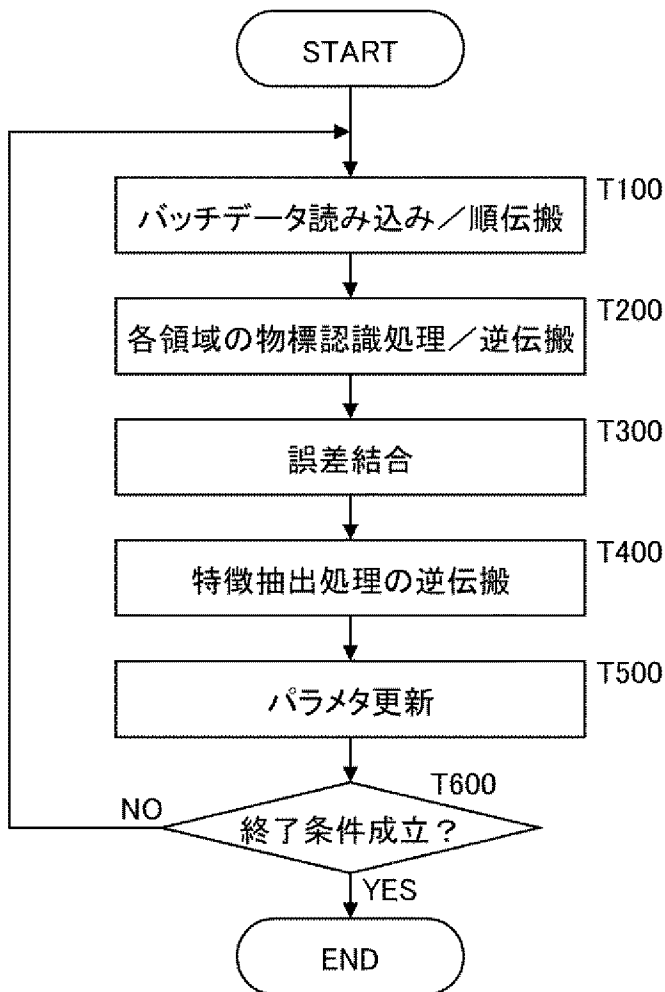 START
T100
バッチデータ読み込み／順伝搬
T200
各領域の物標認識処理／逆伝搬
T300
誤差結合
T400
特徴抽出処理の逆伝搬
T500
パラメタ更新
T600
NO
終了条件成立？
YES
END